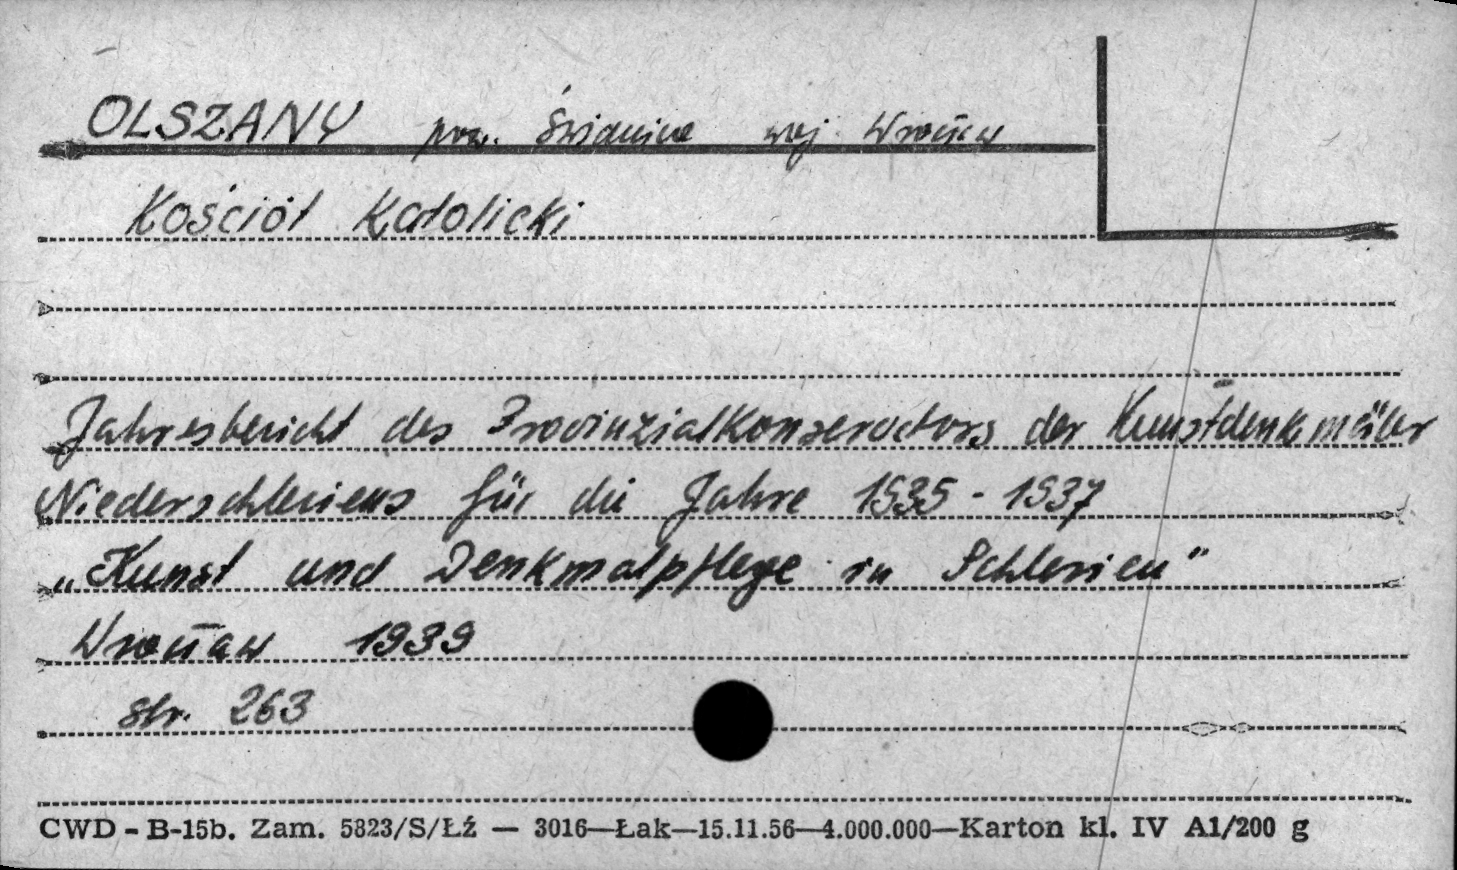 OLSZANY pow. Świdnica woj. Wrocław
Kościół Katolicki
Jahresbericht des Provinzialkonservators der Kunstdenkmäler
Niederschlesiens für die Jahre 1935 - 1937
„Kunst und Denkmalpflege in Schlesien"
Wrocław 1939
str. 263
CWD - B-15b. Zam. 5823/S/Łź — 3016—Łak—15.11.56—4.000.000—Karton kl. IV A1/200 g